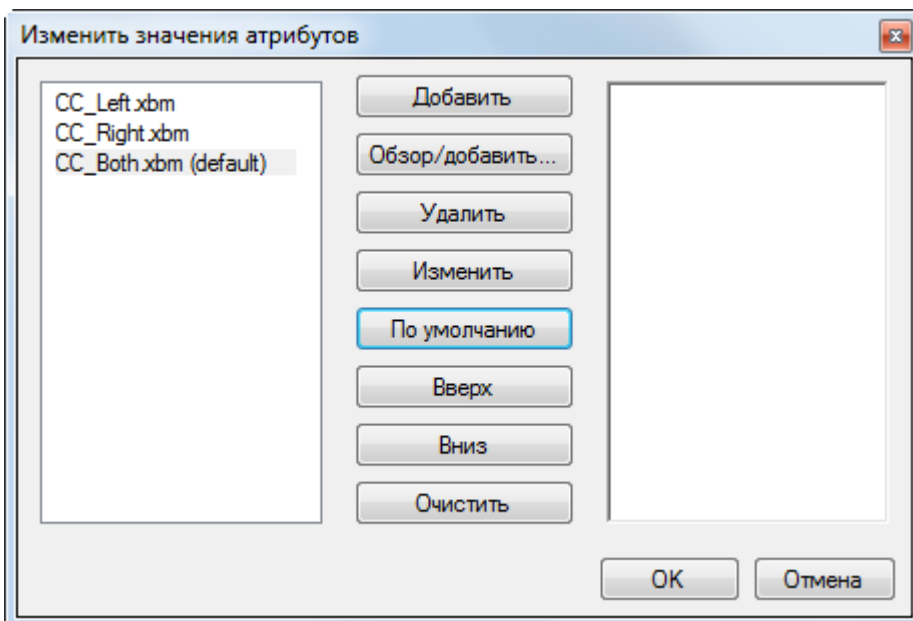 Изменить значения атрибутов
CC_Left.xbm
CC_Right.xbm
CC_Both.xbm (default)
Добавить
Обзор/добавить...
Удалить
Изменить
По умолчанию
Вверх
Вниз
Очистить
OK
Отмена